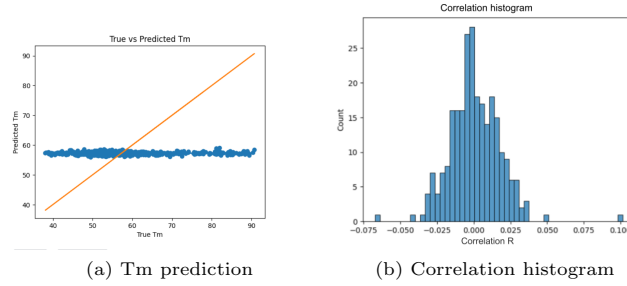 True vs Predicted Tm
90
80
70
60
50
40
Predicted Tm
40 50 60 70 80 90
True Tm
(a) Tm prediction
Correlation histogram
25
20
15
10
5
0
Count
−0.075 −0.050 −0.025 0.000 0.025 0.050 0.075 0.100
Correlation R
(b) Correlation histogram